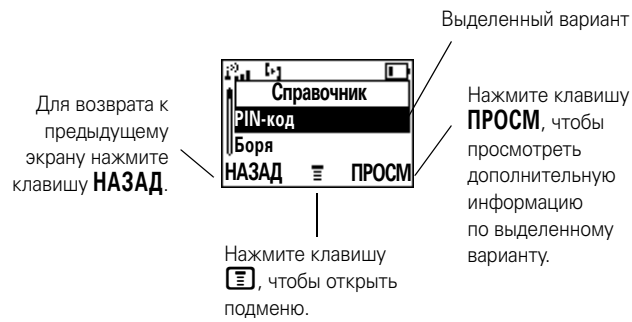 Выделенный вариант
Справочник
PIN-код
Боря
НАЗАД ПРОСМ
Для возврата к
предыдущему
экрану нажмите
клавишу НАЗАД.
Нажмите клавишу
ПРОСМ, чтобы
просмотреть
дополнительную
информацию
по выделенному
варианту.
Нажмите клавишу
, чтобы открыть
подменю.